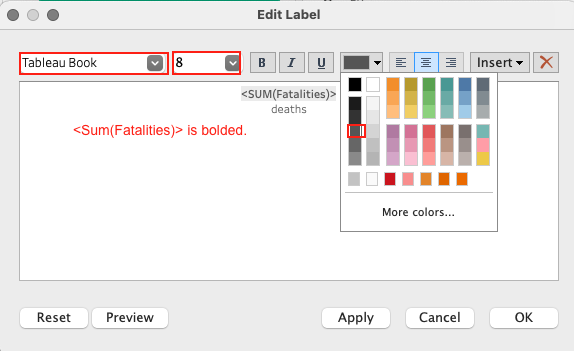 Edit Label
Tableau Book 8 B I U Insert
<SUM(Fatalities)>
deaths
<Sum(Fatalities)> is bolded.
More colors...
Reset Preview Apply Cancel OK